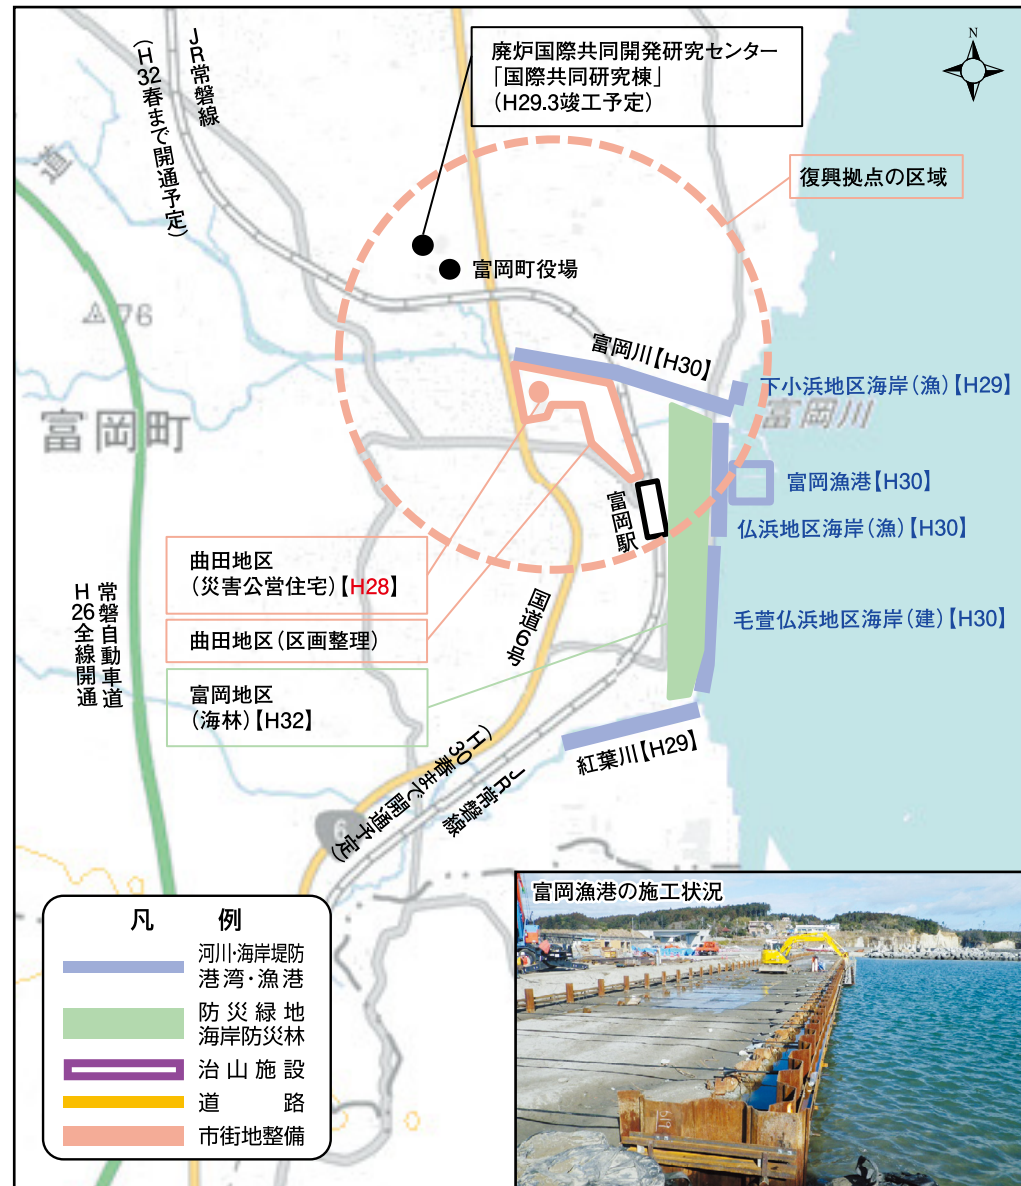 廃炉国際共同開発研究センター
「国際共同研究棟」
(H29.3竣工予定)
N
JR常磐線
(H32春まで開通予定)
道
復興拠点の区域
富岡町役場
76
富岡川【H30】
下小浜地区海岸(漁)【H29】
富岡川
富岡町
富岡漁港【H30】
富岡駅
仏浜地区海岸(漁)【H30】
曲田地区
(災害公営住宅)【H28】
常磐自動車道
H26全線開通
国道6号
毛萱仏浜地区海岸(建)【H30】
曲田地区(区画整理)
富岡地区
(海林)【H32】
紅葉川【H29】
JR常磐線
(H30春まで開通予定)
6
凡例
河川・海岸堤防
港湾・漁港
防災緑地
海岸防災林
治山施設
道路
市街地整備
富岡漁港の施工状況